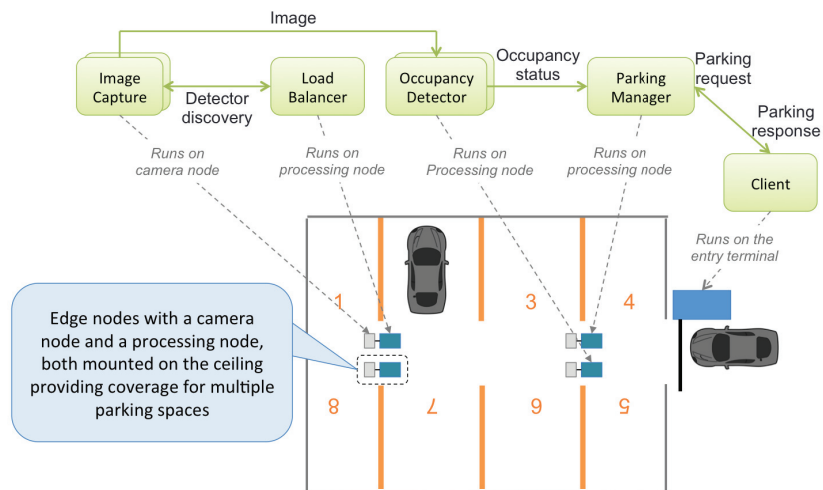 Image
Image
Capture
Detector
discovery
Load
Balancer
Occupancy
Detector
Occupancy
status
Parking
Manager
Parking
request
Parking
response
Client
Runs on
camera node
Runs on
processing node
Runs on
Processing node
Runs on
processing node
Runs on the
entry terminal
1
3
4
Edge nodes with a camera
node and a processing node,
both mounted on the ceiling
providing coverage for multiple
parking spaces
8
7
6
5